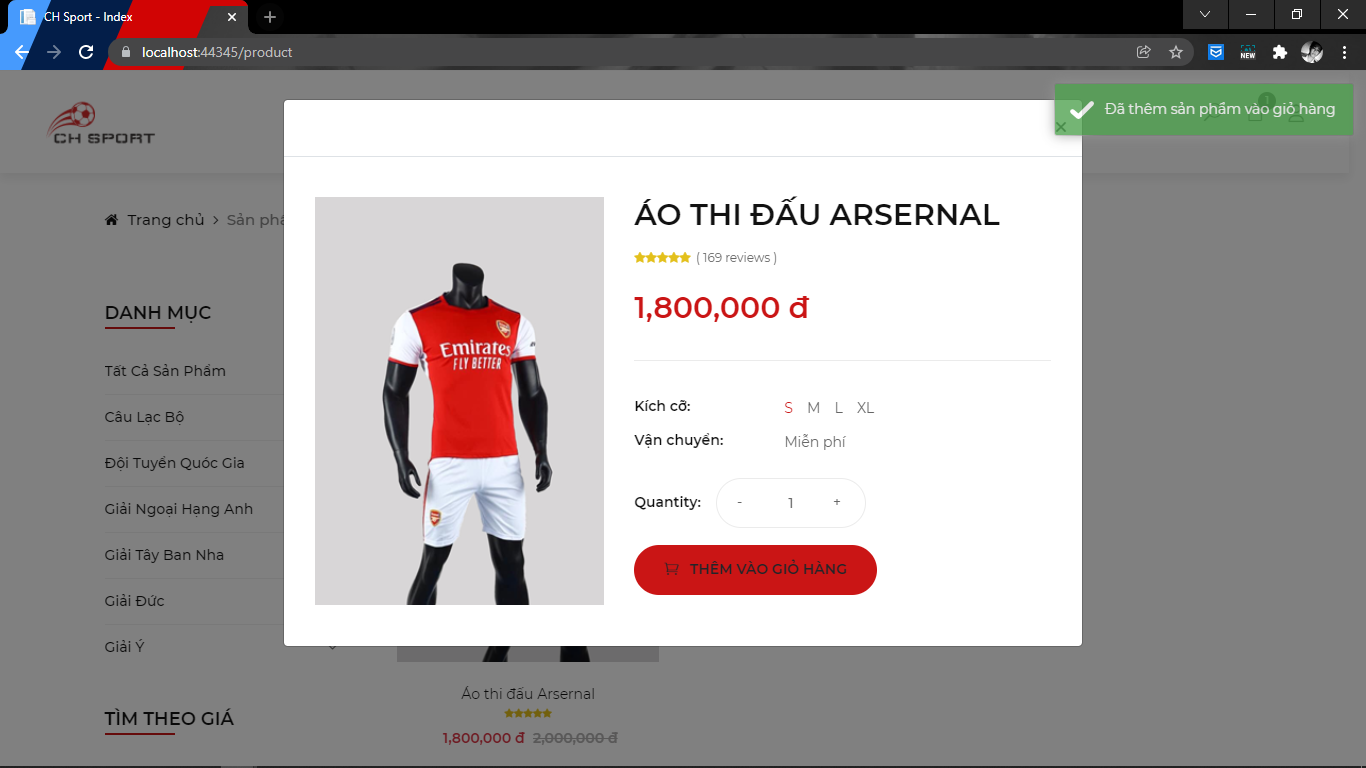 CH Sport - Index
localhost:44345/product
NEW
CH SPORT
1
Đã thêm sản phẩm vào giỏ hàng
Trang chủ > Sản
DANH MỤC
Tất Cả Sản Phẩm
Câu Lạc Bộ
Đội Tuyển Quóc Gia
Giải Ngoại Hạng Anh
Giải Tây Ban Nha
Giải Đức
Giải Ý
TÌM THEO GIÁ
Emirates
FLY BETTER
ÁO THI ĐẤU ARSERNAL
( 169 reviews )
1,800,000 đ
Kích cỡ: S M L XL
Vận chuyển: Miễn phí
Quantity: - 1 +
THÊM VÀO GIỎ HÀNG
Áo thi đấu Arsernal
1,800,000 đ 2,000,000 đ